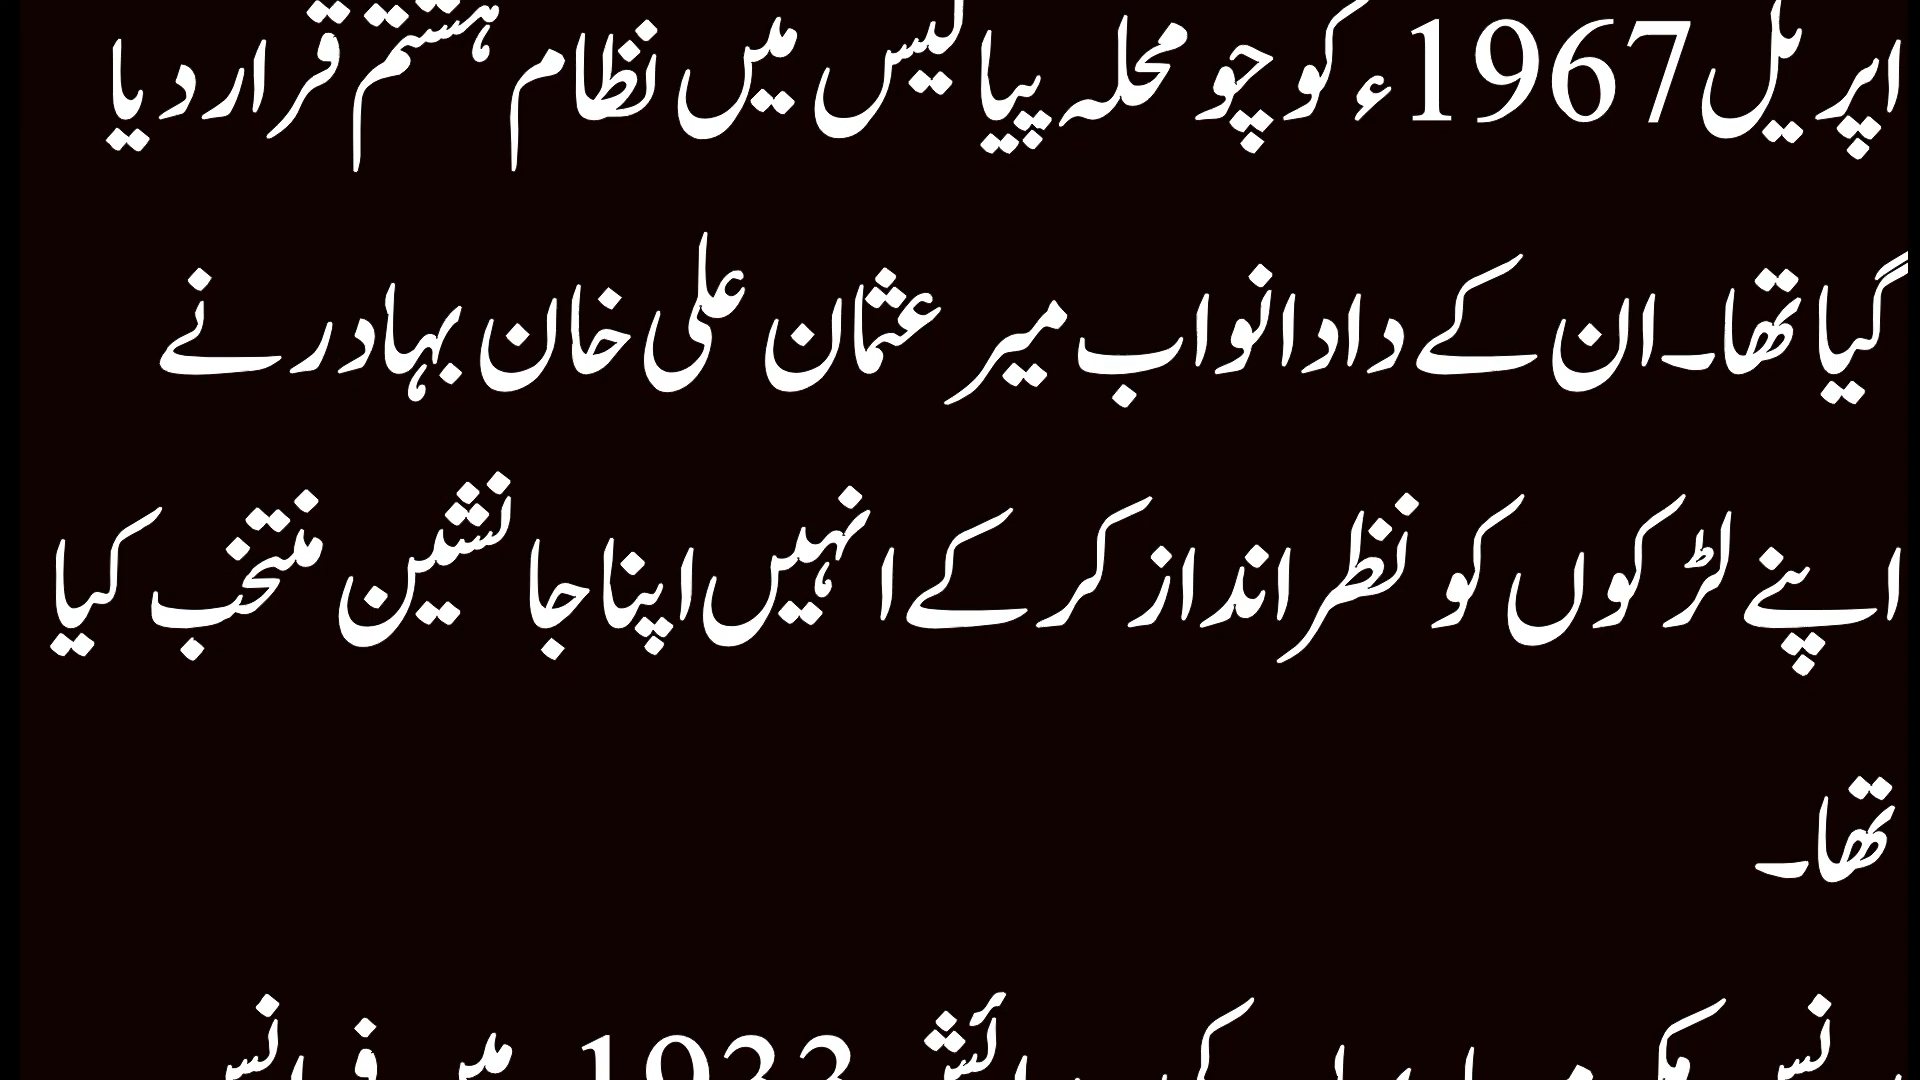 اپریل 1967ء کو چو محلہ پیالیس میں نظام ہشتم قرار دیا
گیا تھا۔ ان کے دادا نواب میر عثمان علی خان بہادر نے
اپنے لڑکوں کو نظر انداز کر کے انہیں اپنا جانشین منتخب کیا
تھا۔